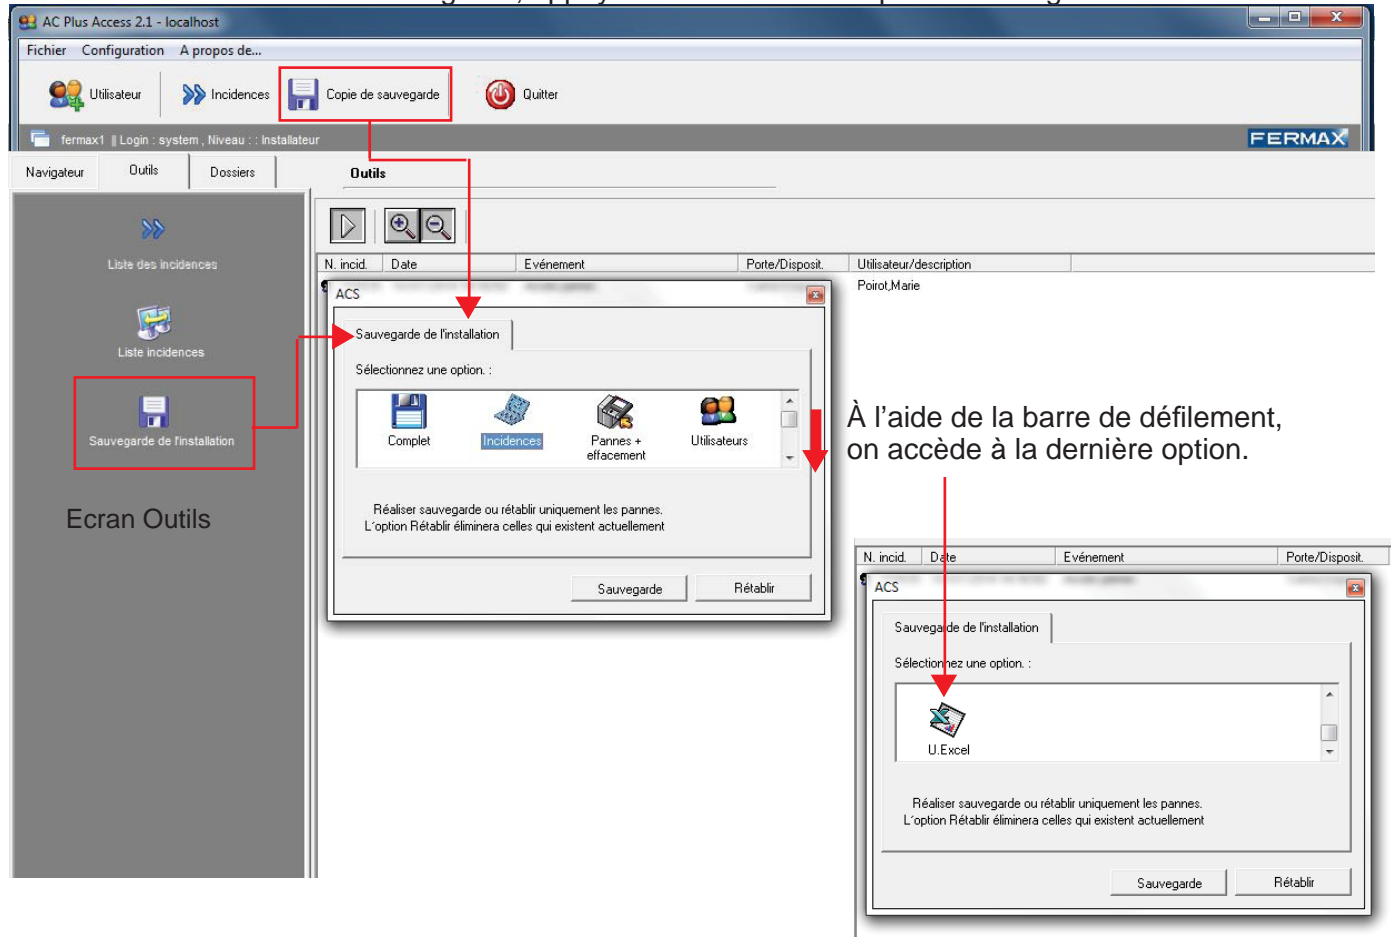 AC Plus Access 2.1 - localhost
Fichier Configuration A propos de...
Utilisateur Incidences Copie de sauvegarde Quitter
fermax1 || Login : system , Niveau : : Installateur
FERMAX
Navigateur Outils Dossiers
Outils
Liste des incidences
Liste incidences
Sauvegarde de l'installation
Ecran Outils
N. incid. Date Evénement Porte/Disposit. Utilisateur/description
Poirot,Marie
ACS
Sauvegarde de l'installation
Sélectionnez une option. :
Complet Incidences Pannes + effacement Utilisateurs
Réaliser sauvegarde ou rétablir uniquement les pannes.
L´option Rétablir éliminera celles qui existent actuellement
Sauvegarde Rétablir
À l’aide de la barre de défilement,
on accède à la dernière option.
N. incid. Date Evénement Porte/Disposit.
ACS
Sauvegarde de l'installation
Sélectionnez une option. :
U.Excel
Réaliser sauvegarde ou rétablir uniquement les pannes.
L´option Rétablir éliminera celles qui existent actuellement
Sauvegarde Rétablir